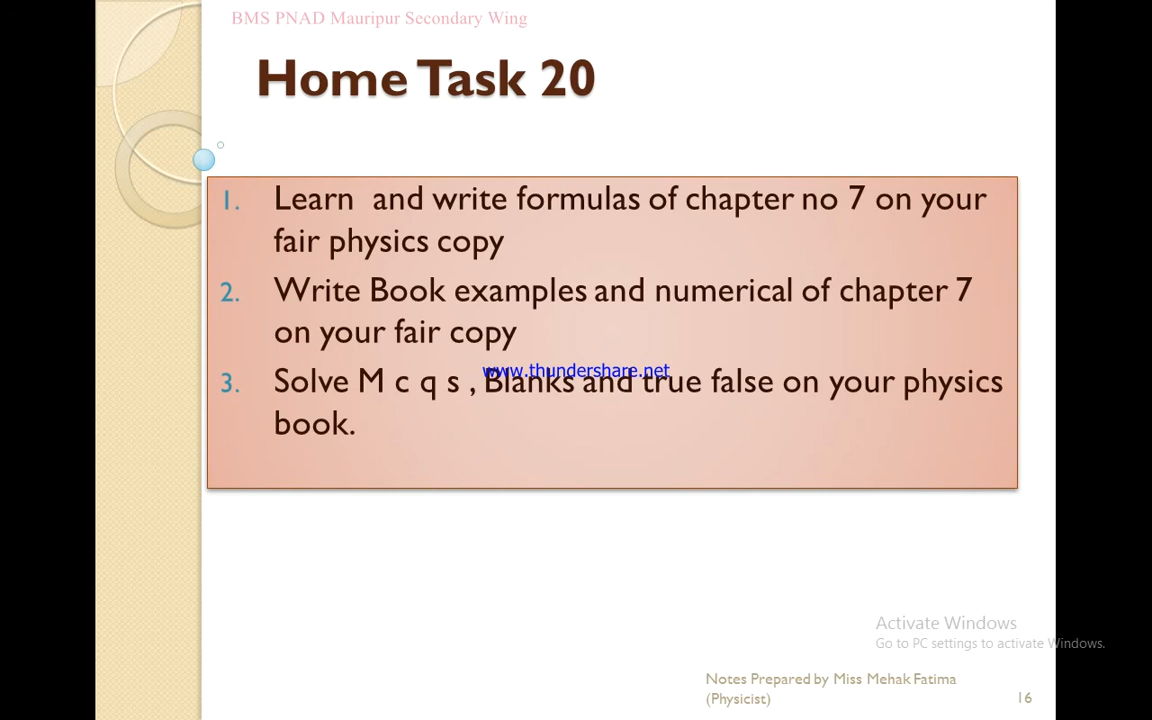 BMS PNAD Mauripur Secondary Wing
Home Task 20
1. Learn and write formulas of chapter no 7 on your
fair physics copy
2. Write Book examples and numerical of chapter 7
on your fair copy
www.thundershare.net
3. Solve M c q s , Blanks and true false on your physics
book.
Activate Windows
Go to PC settings to activate Windows.
Notes Prepared by Miss Mehak Fatima
(Physicist)
16